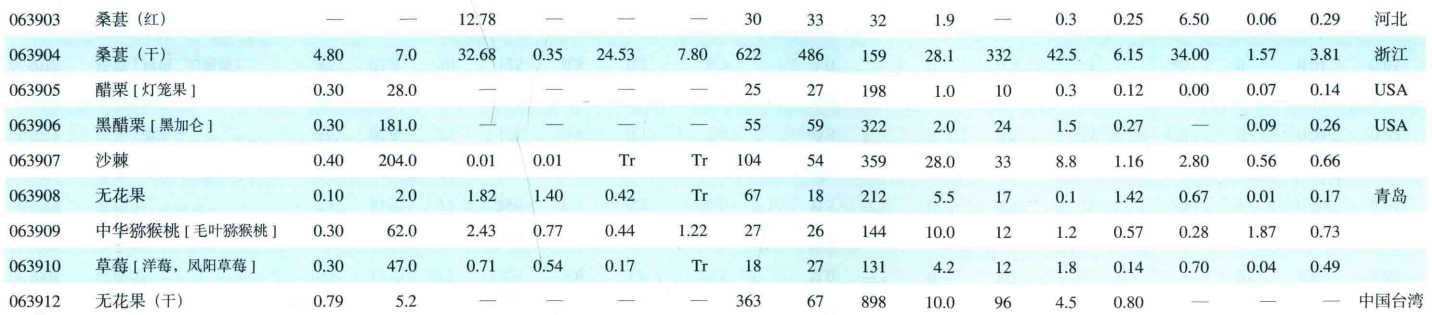 063903 桑葚（红） — — 12.78 — — — 30 33 32 1.9 — 0.3 0.25 6.50 0.06 0.29 河北
063904 桑葚（干） 4.80 7.0 32.68 0.35 24.53 7.80 622 486 159 28.1 332 42.5 6.15 34.00 1.57 3.81 浙江
063905 醋栗 [ 灯笼果 ] 0.30 28.0 — — — — 25 27 198 1.0 10 0.3 0.12 0.00 0.07 0.14 USA
063906 黑醋栗 [ 黑加仑 ] 0.30 181.0 — — — — 55 59 322 2.0 24 1.5 0.27 — 0.09 0.26 USA
063907 沙棘 0.40 204.0 0.01 0.01 Tr Tr 104 54 359 28.0 33 8.8 1.16 2.80 0.56 0.66
063908 无花果 0.10 2.0 1.82 1.40 0.42 Tr 67 18 212 5.5 17 0.1 1.42 0.67 0.01 0.17 青岛
063909 中华猕猴桃 [ 毛叶猕猴桃 ] 0.30 62.0 2.43 0.77 0.44 1.22 27 26 144 10.0 12 1.2 0.57 0.28 1.87 0.73
063910 草莓 [ 洋莓，凤阳草莓 ] 0.30 47.0 0.71 0.54 0.17 Tr 18 27 131 4.2 12 1.8 0.14 0.70 0.04 0.49
063912 无花果（干） 0.79 5.2 — — — — 363 67 898 10.0 96 4.5 0.80 — — — 中国台湾